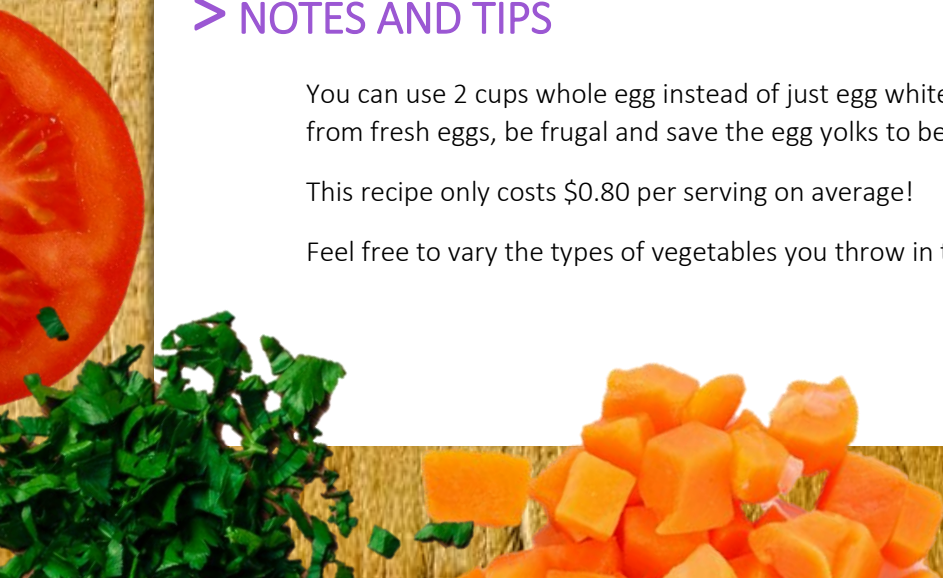 > NOTES AND TIPS
You can use 2 cups whole egg instead of just egg white
from fresh eggs, be frugal and save the egg yolks to be
This recipe only costs $0.80 per serving on average!
Feel free to vary the types of vegetables you throw in